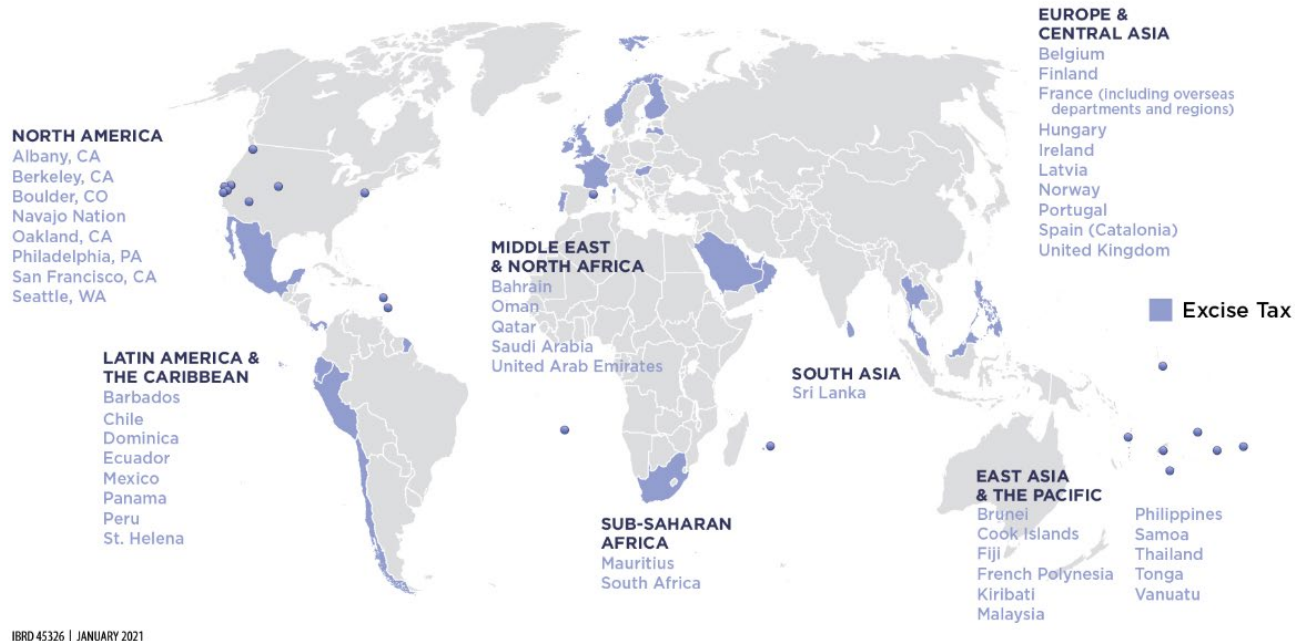 NORTH AMERICA
Albany, CA
Berkeley, CA
Boulder, CO
Navajo Nation
Oakland, CA
Philadelphia, PA
San Francisco, CA
Seattle, WA
LATIN AMERICA &
THE CARIBBEAN
Barbados
Chile
Dominica
Ecuador
Mexico
Panama
Peru
St. Helena
MIDDLE EAST
& NORTH AFRICA
Bahrain
Oman
Qatar
Saudi Arabia
United Arab Emirates
SUB-SAHARAN
AFRICA
Mauritius
South Africa
SOUTH ASIA
Sri Lanka
EUROPE &
CENTRAL ASIA
Belgium
Finland
France (including overseas
departments and regions)
Hungary
Ireland
Latvia
Norway
Portugal
Spain (Catalonia)
United Kingdom
Excise Tax
EAST ASIA
& THE PACIFIC
Brunei
Cook Islands
Fiji
French Polynesia
Kiribati
Malaysia
Philippines
Samoa
Thailand
Tonga
Vanuatu
IBRD 45326 | JANUARY 2021